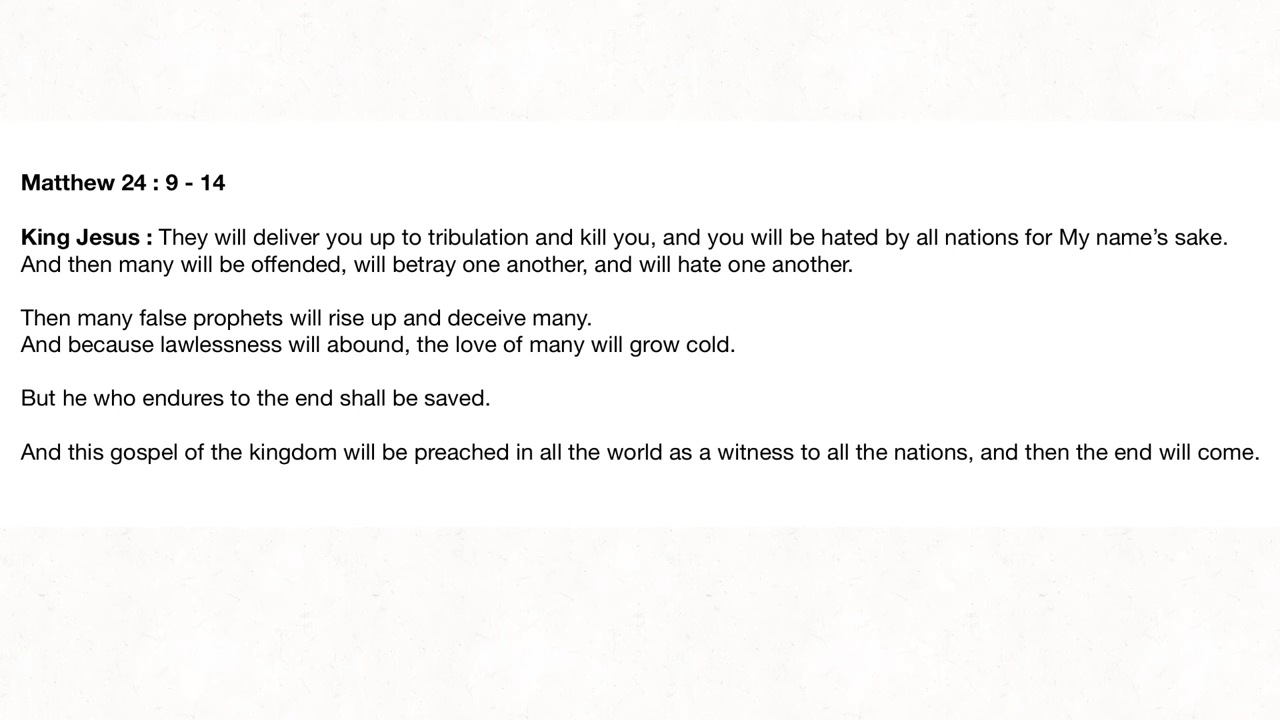 Matthew 24 : 9 - 14
King Jesus : They will deliver you up to tribulation and kill you, and you will be hated by all nations for My name’s sake.
And then many will be offended, will betray one another, and will hate one another.
Then many false prophets will rise up and deceive many.
And because lawlessness will abound, the love of many will grow cold.
But he who endures to the end shall be saved.
And this gospel of the kingdom will be preached in all the world as a witness to all the nations, and then the end will come.